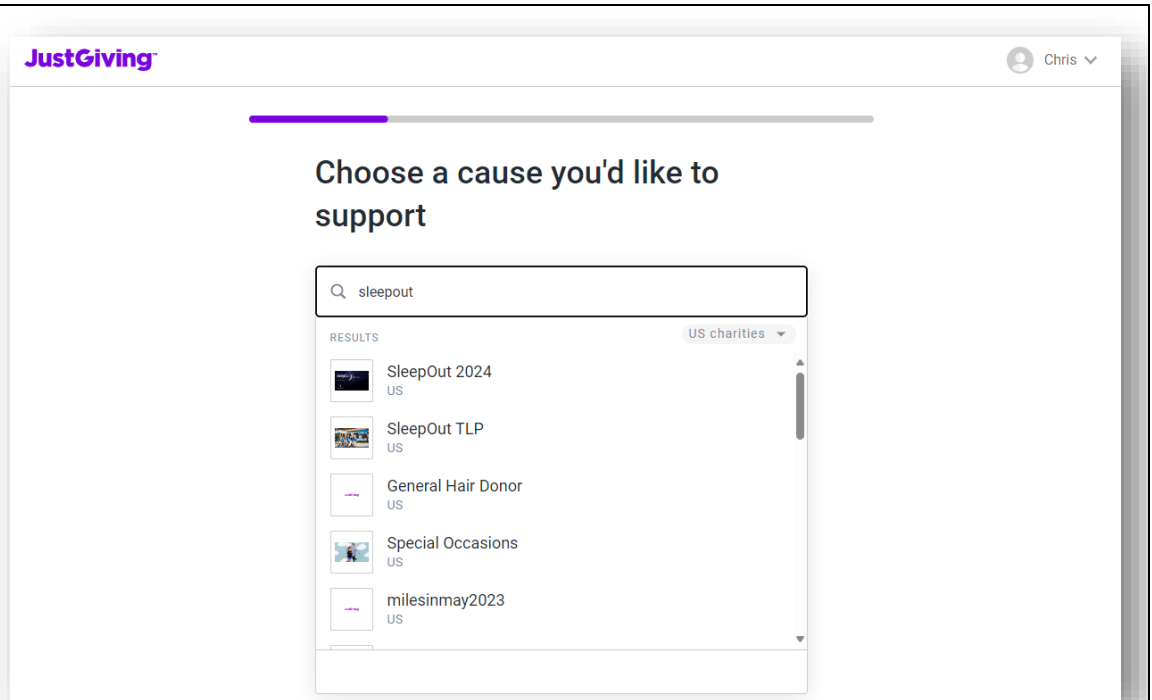 JustGiving™
Chris
Choose a cause you'd like to
support
sleepout
RESULTS
US charities
SleepOut 2024
US
SleepOut TLP
US
General Hair Donor
US
Special Occasions
US
milesinmay2023
US